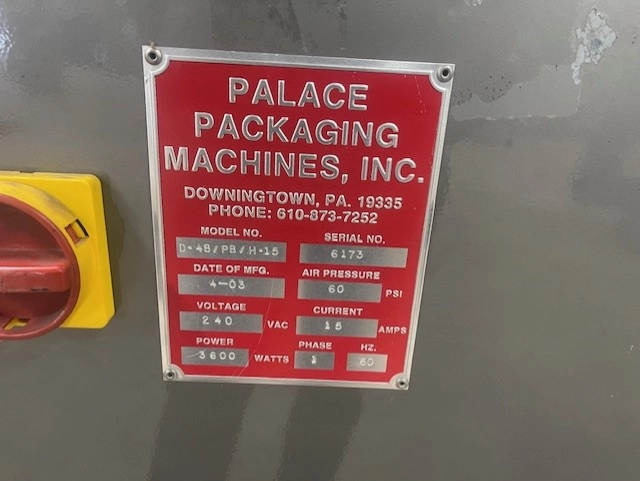 PALACE
PACKAGING
MACHINES, INC.
DOWNINGTOWN, PA. 19335
PHONE: 610-873-7252
MODEL NO. SERIAL NO.
D-48/PB/H-15 6173
DATE OF MFG. AIR PRESSURE
4-03 60 PSI
VOLTAGE CURRENT
240 VAC 15 AMPS
POWER PHASE HZ.
3600 WATTS 1 60